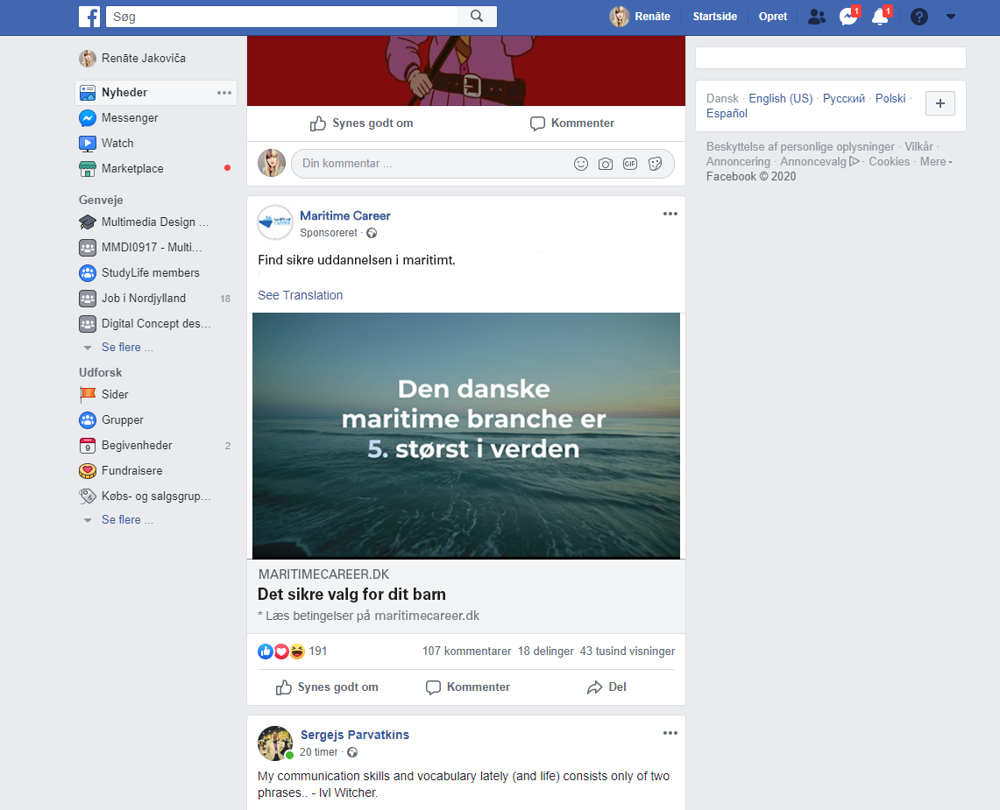 Søg
Renāte
Startside
Opret
1
1
Renāte Jakoviča
Nyheder
Messenger
Watch
Marketplace
Genveje
Multimedia Design ...
MMDI0917 - Multi...
StudyLife members
Job i Nordjylland 18
Digital Concept des...
Se flere ...
Udforsk
Sider
Grupper
9
Begivenheder 2
Fundraisere
Købs- og salgsgrup...
Se flere ...
Synes godt om
Kommenter
Din kommentar ...
GIF
Maritime Career
Sponsoreret ·
Find sikre uddannelsen i maritimt.
See Translation
Den danske
maritime branche er
5. størst i verden
MARITIMECAREER.DK
Det sikre valg for dit barn
* Læs betingelser på maritimecareer.dk
191
107 kommentarer 18 delinger 43 tusind visninger
Synes godt om
Kommenter
Del
Sergejs Parvatkins
20 timer ·
My communication skills and vocabulary lately (and life) consists only of two
phrases.. - lvl Witcher.
Dansk · English (US) · Русский · Polski ·
Español
Beskyttelse af personlige oplysninger · Vilkår ·
Annoncering · Annoncevalg · Cookies · Mere
Facebook © 2020